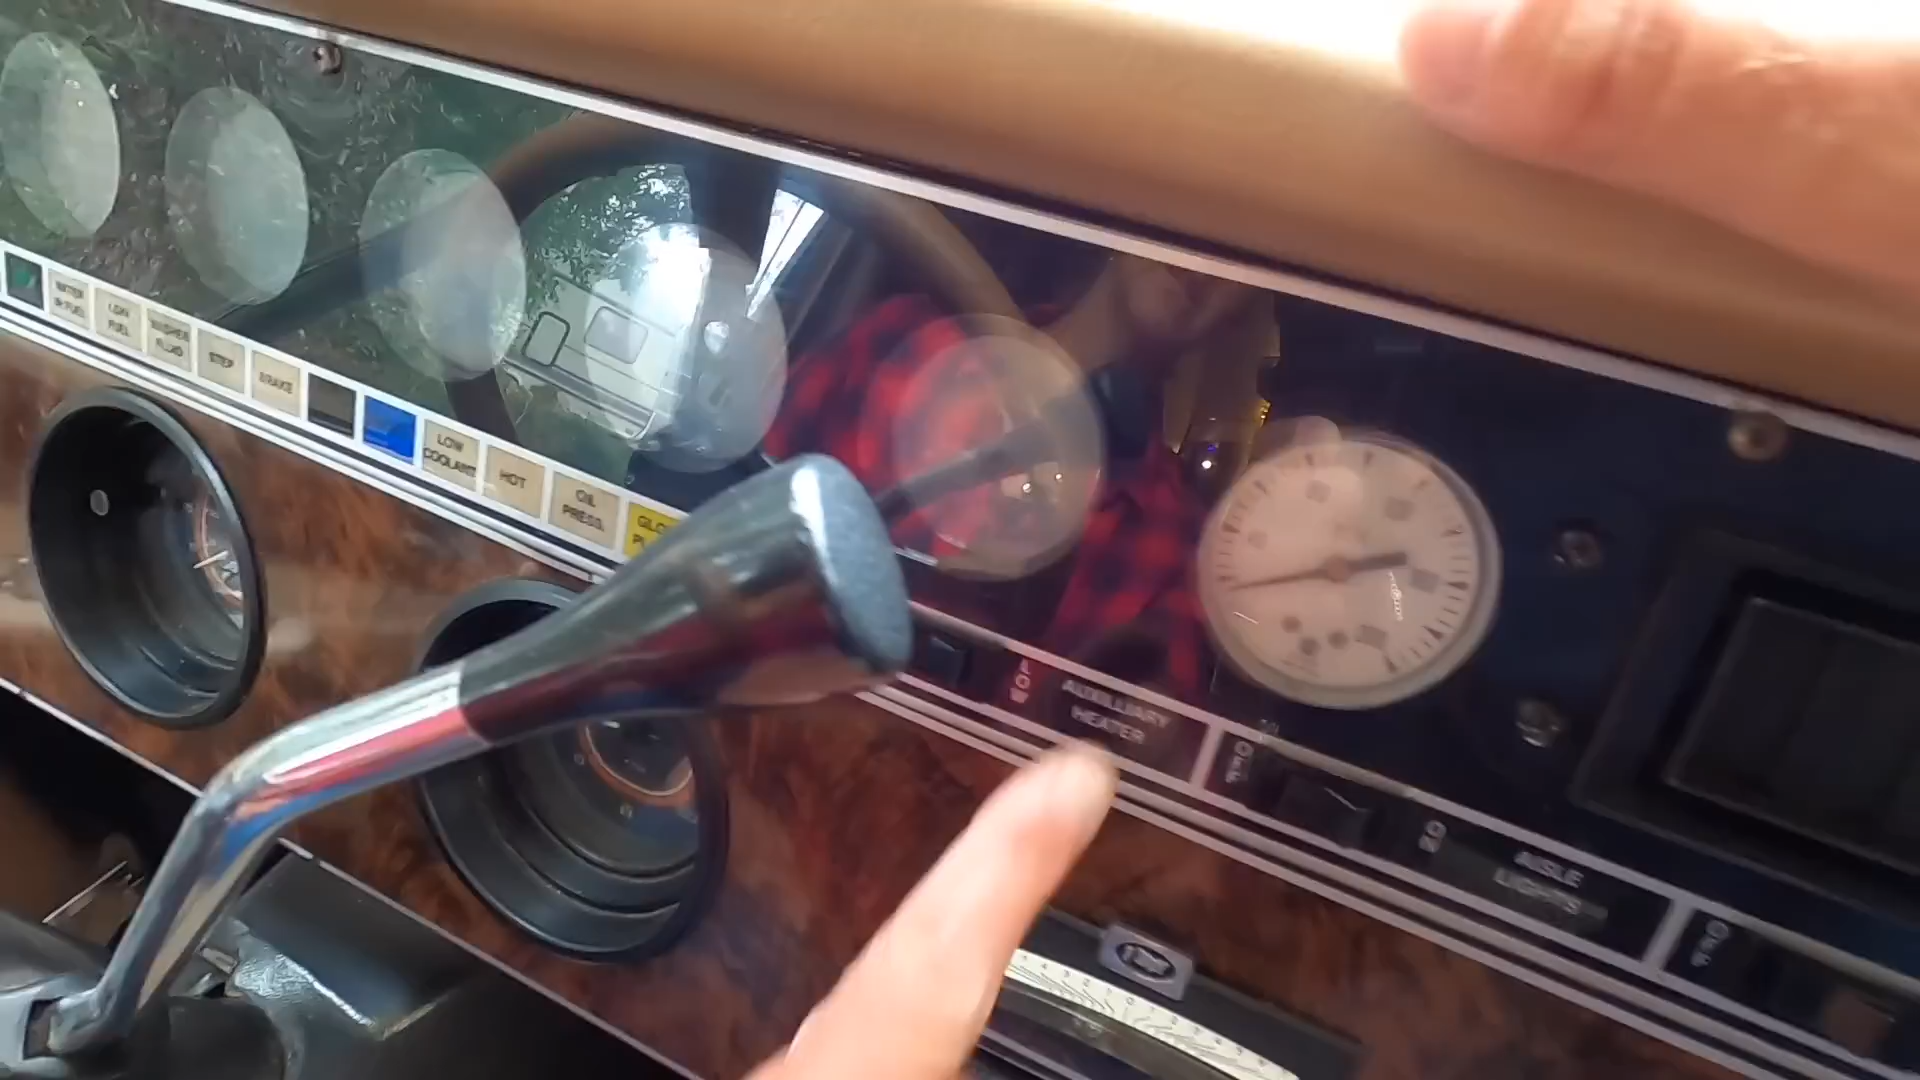 WATER
IN FUEL
LOW
FUEL
WASHER
FLUID
STEP
BRAKE
LOW
COOLANT
HOT
OIL
PRESS.
AUXILIARY
HEATER
OFF
ON
AISLE
LIGHTS
OFF